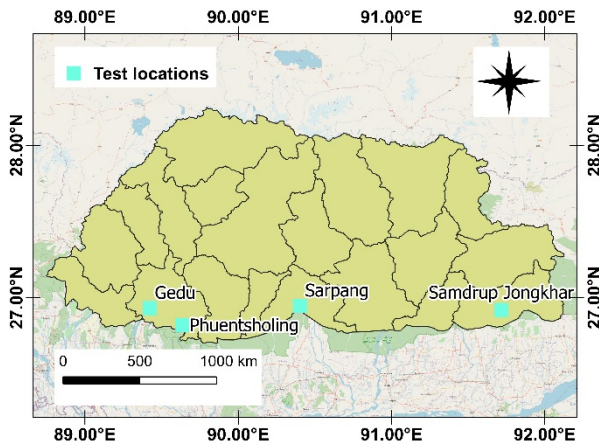 89.00°E 90.00°E 91.00°E 92.00°E
Test locations
28.00°N 28.00°N
27.00°N 27.00°N
Gedu
Sarpang
Samdrup Jongkhar
Phuentsholing
0 500 1000 km
89.00°E 90.00°E 91.00°E 92.00°E